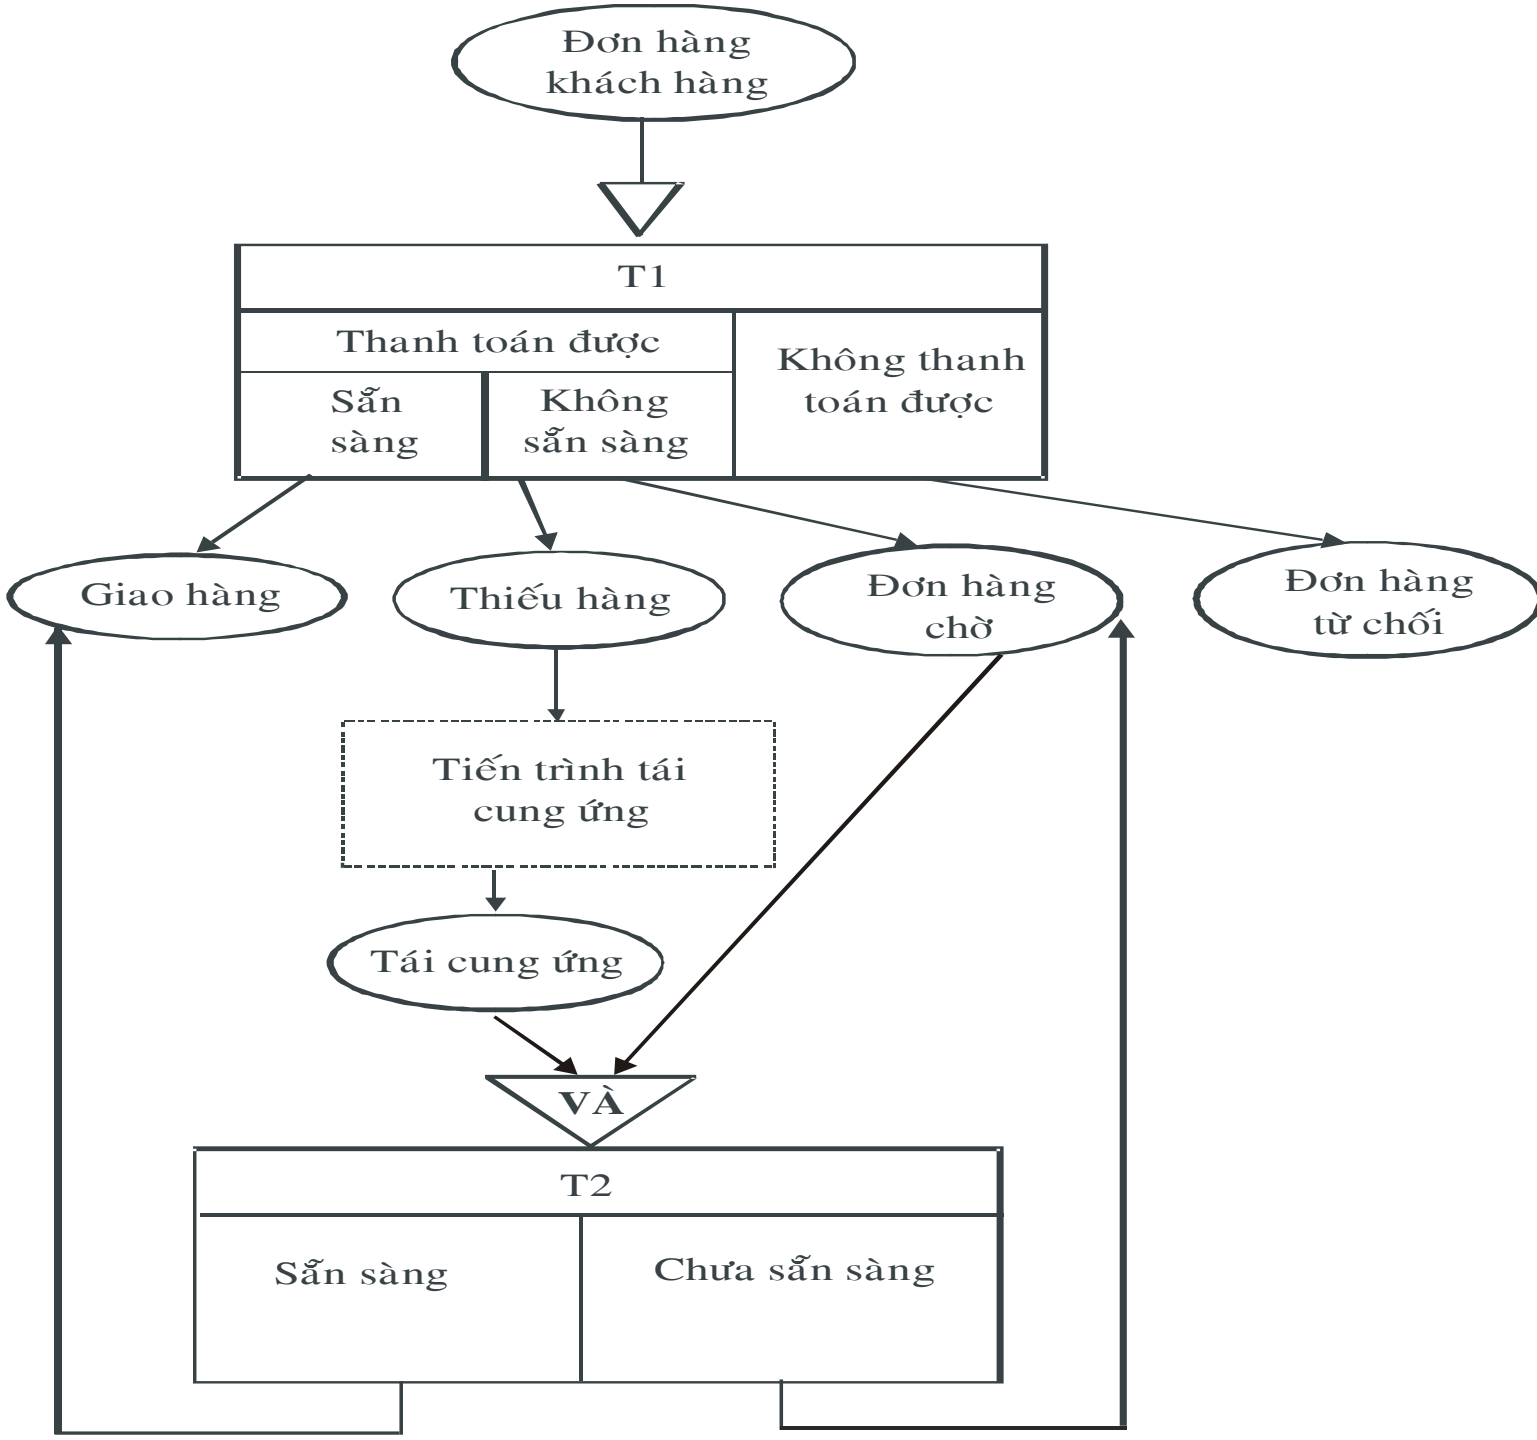 Đơn hàng
khách hàng
T1
Thanh toán được
Không thanh
toán được
Sẵn
sàng
Không
sẵn sàng
Giao hàng
Thiếu hàng
Đơn hàng
chờ
Đơn hàng
từ chối
Tiến trình tái
cung ứng
Tái cung ứng
VÀ
T2
Sẵn sàng
Chưa sẵn sàng